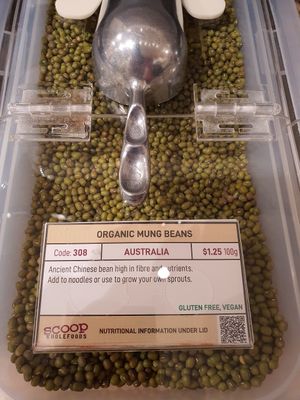 ORGANIC MUNG BEANS
Code: 308 AUSTRALIA $1.25 100g
Ancient Chinese bean high in fibre and nutrients.
Add to noodles or use to grow your own sprouts.
GLUTEN FREE, VEGAN
SCOOP
WHOLEFOODS
NUTRITIONAL INFORMATION UNDER LID